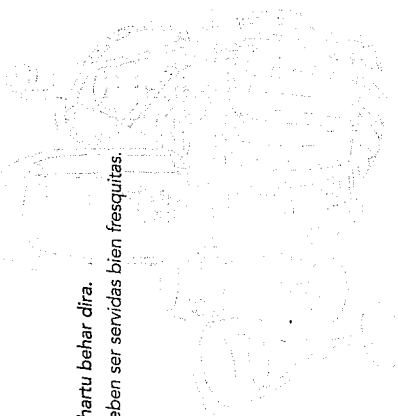 hartu behar dira.
eben ser servidas bien fresquitas.